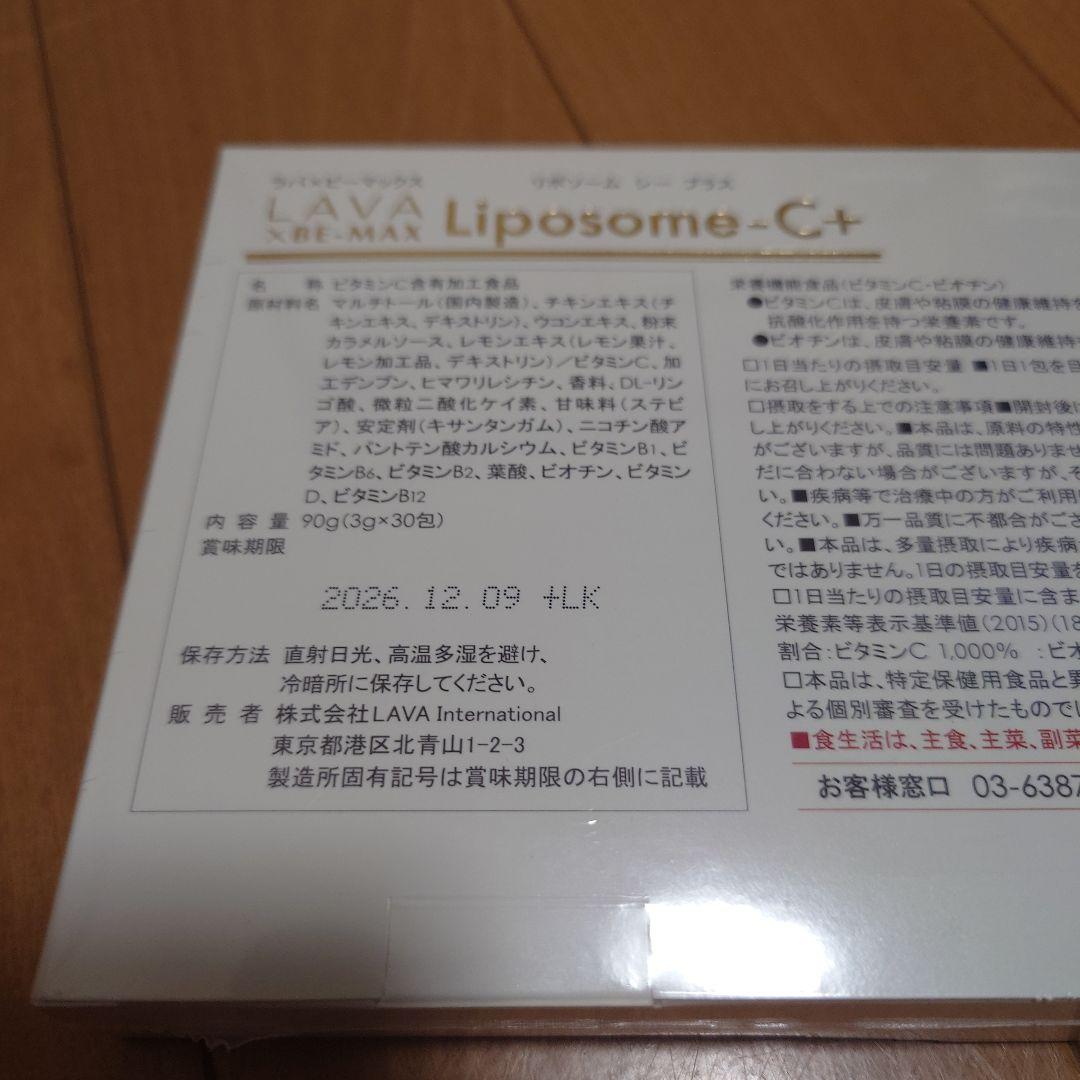 ラバ×ビーマックス リポソーム シー プラス
LAVA
×BE-MAX Liposome-C+
名 称 ビタミンC含有加工食品
原材料名 マルチトール(国内製造)、チキンエキス(チ
キンエキス、デキストリン)、ウコンエキス、粉末
カラメルソース、レモンエキス(レモン果汁、
レモン加工品、デキストリン)/ビタミンC、加
工デンプン、ヒマワリレシチン、香料、DL-リン
ゴ酸、微粒二酸化ケイ素、甘味料(ステビ
ア)、安定剤(キサンタンガム)、ニコチン酸ア
ミド、パントテン酸カルシウム、ビタミンB1、ビ
タミンB6、ビタミンB2、葉酸、ビオチン、ビタミン
D、ビタミンB12
内 容 量 90g(3g×30包)
賞味期限
2026.12.09 +LK
保存方法 直射日光、高温多湿を避け、
冷暗所に保存してください。
販 売 者 株式会社LAVA International
東京都港区北青山1-2-3
製造所固有記号は賞味期限の右側に記載
栄養機能食品(ビタミンC・ビオチン)
●ビタミンCは、皮膚や粘膜の健康維持を
抗酸化作用を持つ栄養素です。
●ビオチンは、皮膚や粘膜の健康維持
□1日当たりの摂取目安量 ■1日1包を目
にお召し上がりください。
□摂取をする上での注意事項■開封後は
し上がりください。■本品は、原料の特性
がございますが、品質には問題ありませ
だに合わない場合がございますが、そ
い。■疾病等で治療中の方がご利用
ください。■万一品質に不都合がござ
い。■本品は、多量摂取により疾病
ではありません。1日の摂取目安量を
□1日当たりの摂取目安量に含ま
栄養素等表示基準値(2015)(18
割合:ビタミンC 1,000% :ビオ
□本品は、特定保健用食品と異
よる個別審査を受けたものでは
■食生活は、主食、主菜、副菜
お客様窓口 03-6387